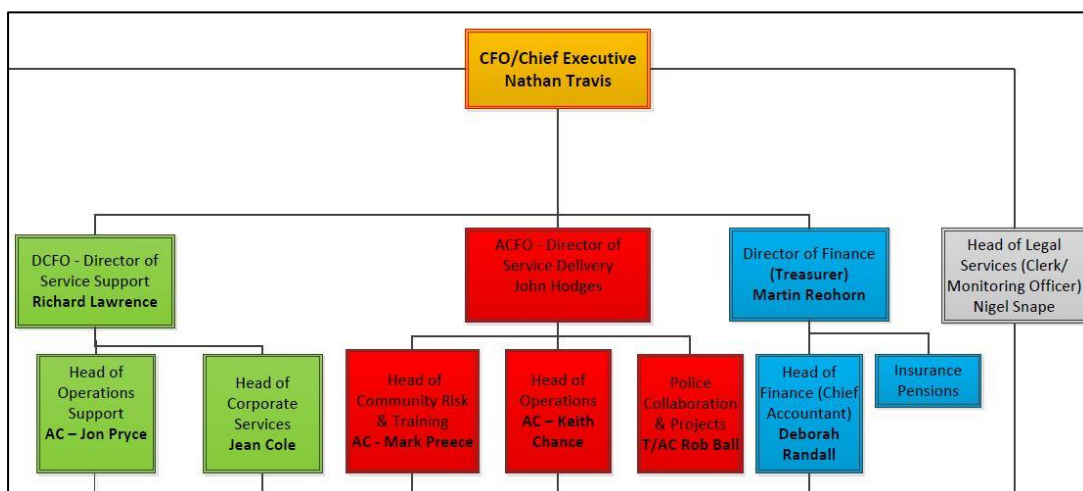 CFO/Chief Executive
Nathan Travis
DCFO - Director of
Service Support
Richard Lawrence
ACFO - Director of
Service Delivery
John Hodges
Director of Finance
(Treasurer)
Martin Reohorn
Head of Legal
Services (Clerk/
Monitoring Officer)
Nigel Snape
Head of
Operations
Support
AC – Jon Pryce
Head of
Corporate
Services
Jean Cole
Head of
Community Risk
& Training
AC - Mark Preece
Head of
Operations
AC – Keith
Chance
Police
Collaboration
& Projects
T/AC Rob Ball
Head of
Finance (Chief
Accountant)
Deborah
Randall
Insurance
Pensions